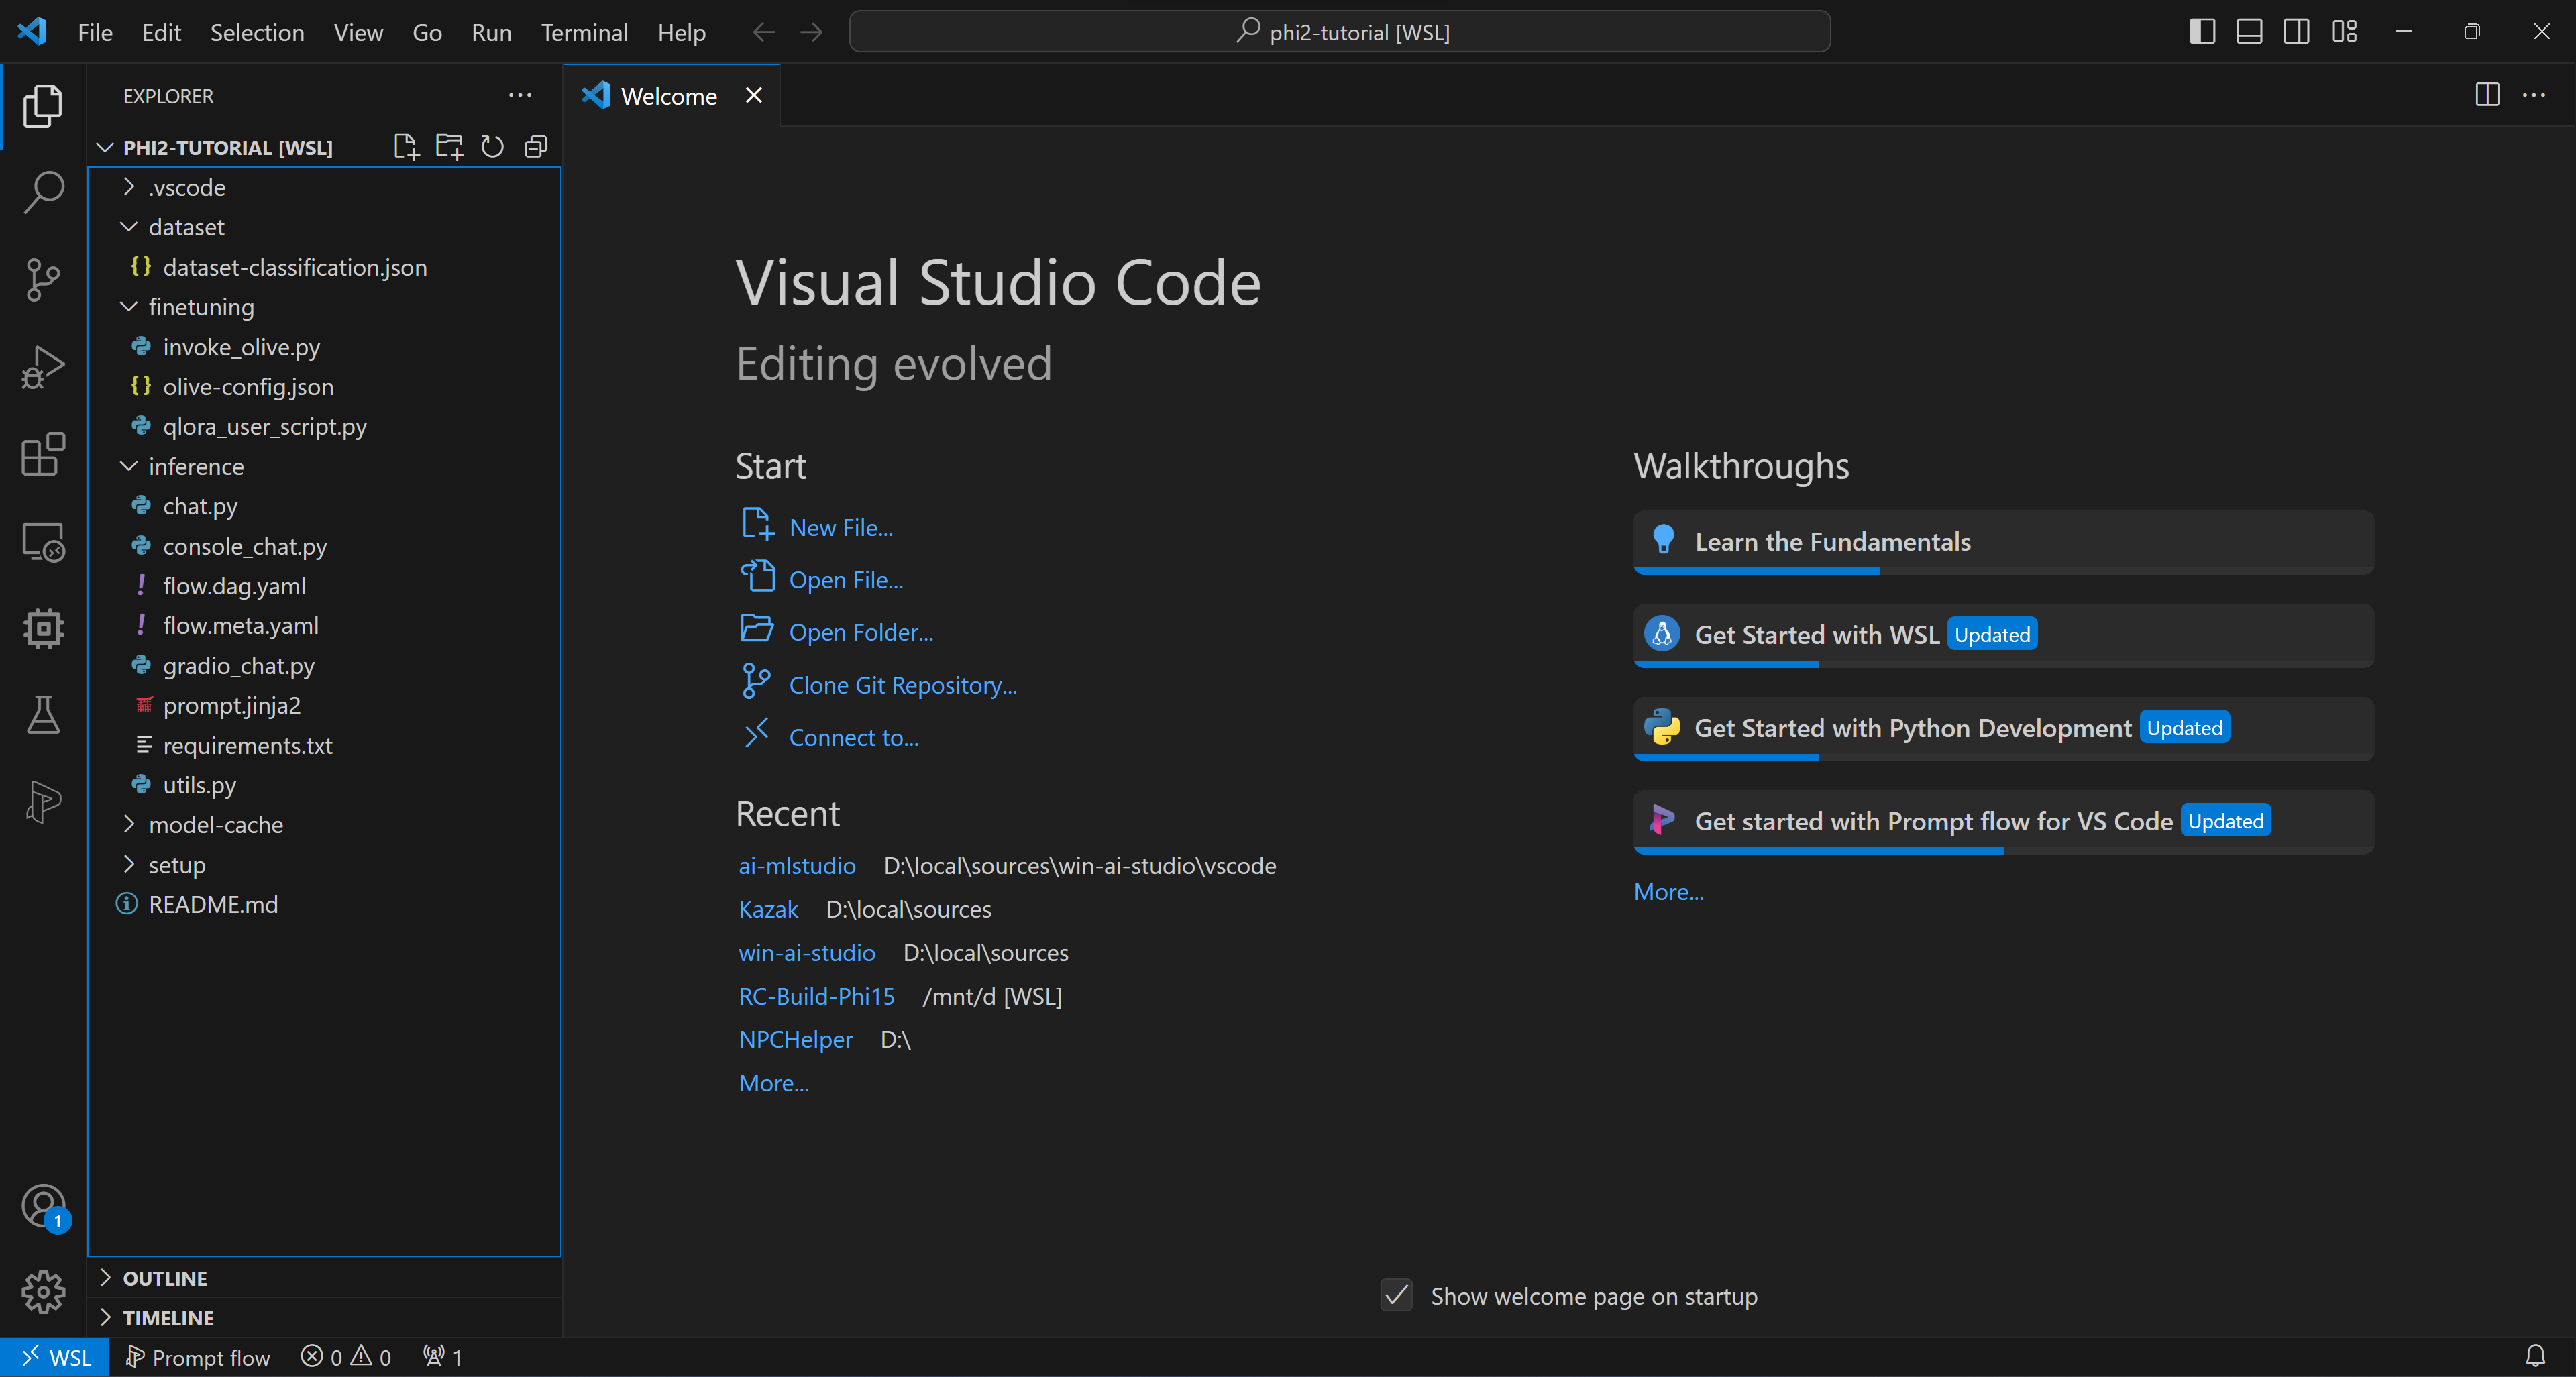 File Edit Selection View Go Run Terminal Help
phi2-tutorial [WSL]
EXPLORER
PHI2-TUTORIAL [WSL]
.vscode
dataset
dataset-classification.json
finetuning
invoke_olive.py
olive-config.json
qlora_user_script.py
inference
chat.py
console_chat.py
flow.dag.yaml
flow.meta.yaml
gradio_chat.py
prompt.jinja2
requirements.txt
utils.py
model-cache
setup
README.md
OUTLINE
TIMELINE
1
Welcome
Visual Studio Code
Editing evolved
Start
New File...
Open File...
Open Folder...
Clone Git Repository...
Connect to...
Recent
ai-mlstudio D:\local\sources\win-ai-studio\vscode
Kazak D:\local\sources
win-ai-studio D:\local\sources
RC-Build-Phi15 /mnt/d [WSL]
NPCHelper D:\
More...
Walkthroughs
Learn the Fundamentals
Get Started with WSL Updated
Get Started with Python Development Updated
Get started with Prompt flow for VS Code Updated
More...
Show welcome page on startup
WSL Prompt flow 0 0 1